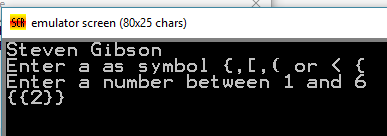 emulator screen (80x25 chars)
Steven Gibson
Enter a as symbol {,[,( or < {
Enter a number between 1 and 6
{{2}}